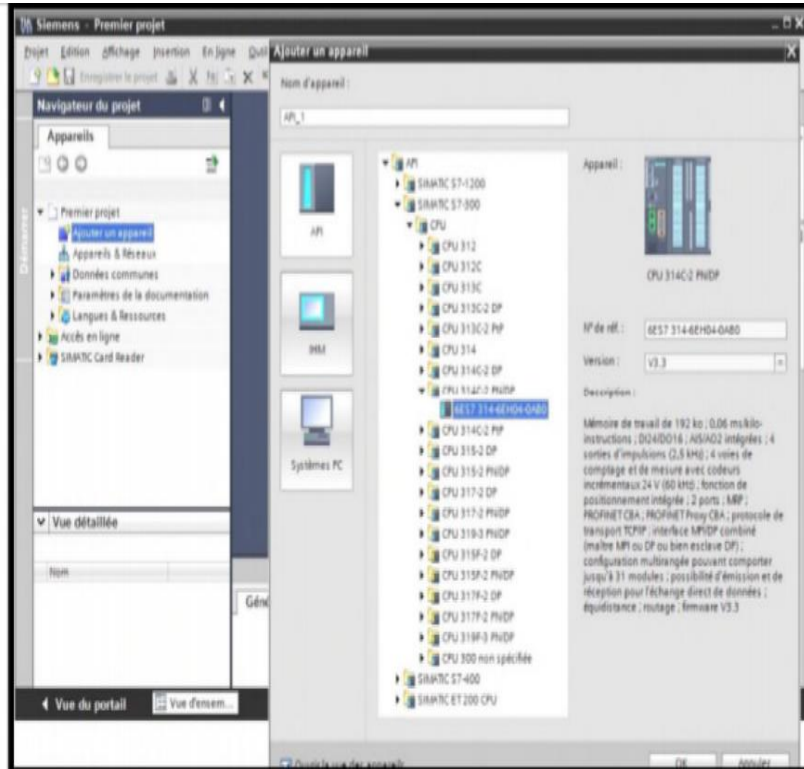 Siemens - Premier projet
Projet Edition Affichage Insertion En ligne Outi
Enregistrer le projet
Navigateur du projet
Appareils
Démarrer
Premier projet
Ajouter un appareil
Appareils & Réseaux
Données communes
Paramètres de la documentation
Langues & Ressources
Accès en ligne
SIMATIC Card Reader
Vue détaillée
Nom
Géné
Vue du portail
Vue d'ensem...
Ajouter un appareil
Nom d'appareil :
API_1
API
IHM
Systèmes PC
API
SIMATIC S7-1200
SIMATIC S7-300
CPU
CPU 312
CPU 312C
CPU 313C
CPU 313C-2 DP
CPU 313C-2 PtP
CPU 314
CPU 314C-2 DP
CPU 314C-2 PN/DP
6ES7 314-6EH04-0AB0
CPU 314C-2 PtP
CPU 315-2 DP
CPU 315-2 PN/DP
CPU 317-2 DP
CPU 317-2 PN/DP
CPU 319-3 PN/DP
CPU 315F-2 DP
CPU 315F-2 PN/DP
CPU 317F-2 DP
CPU 317F-2 PN/DP
CPU 319F-3 PN/DP
CPU 300 non spécifiée
SIMATIC S7-400
SIMATIC ET 200 CPU
Appareil :
CPU 314C-2 PN/DP
N° de réf. :
6ES7 314-6EH04-0AB0
Version :
V3.3
Description :
Mémoire de travail de 192 ko ; 0,06 ms/kilo-
instructions ; DI24/DO16 ; AI5/AO2 intégrées ; 4
sorties d'impulsions (2,5 kHz) ; 4 voies de
comptage et de mesure avec codeurs
incrémentaux 24 V (60 kHz) ; fonction de
positionnement intégrée ; 2 ports ; MRP ;
PROFINET CBA ; PROFINET Proxy CBA ; protocole de
transport TCP/IP ; interface MPI/DP combiné
(maître MPI ou DP ou bien esclave DP) ;
configuration multirangée pouvant comporter
jusqu'à 31 modules ; possibilité d'émission et de
réception pour l'échange direct de données ;
équidistance ; routage ; firmware V3.3
Ouvrir la vue des appareils
OK
Annuler